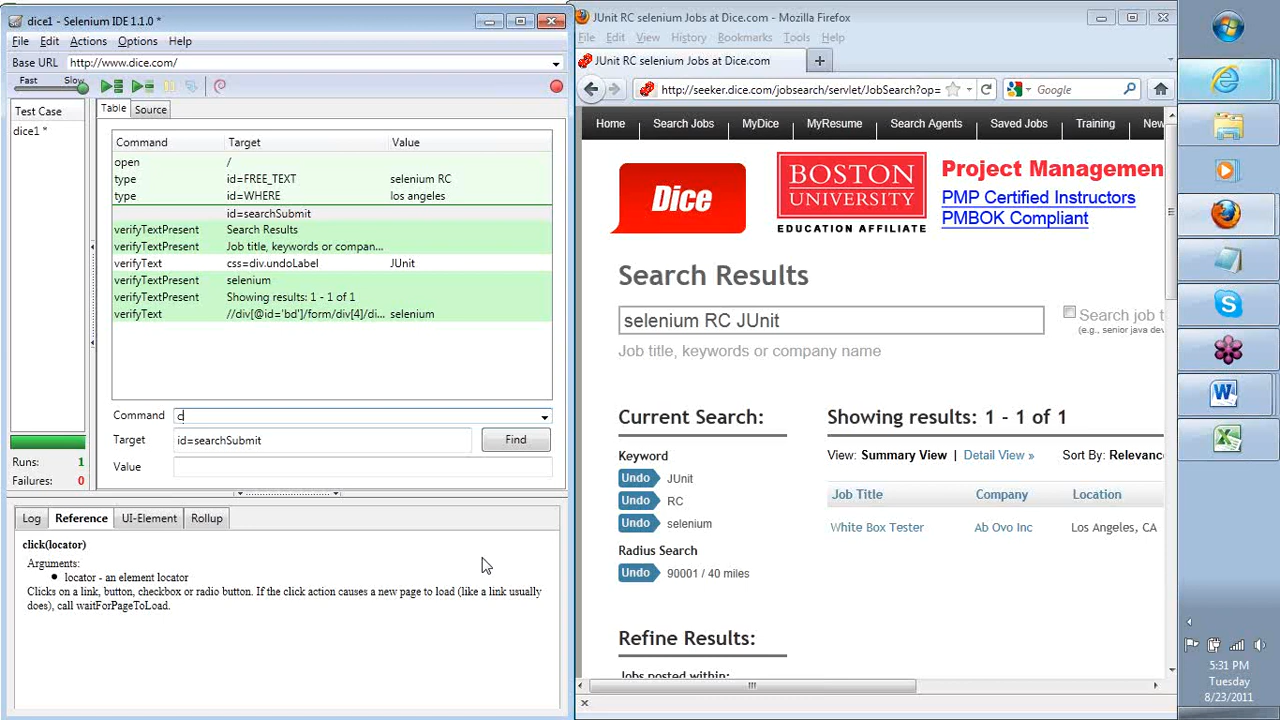 dice1 - Selenium IDE 1.1.0 *
File Edit Actions Options Help
Base URL http://www.dice.com/
Fast Slow
Test Case
dice1 *
Table Source
Command Target Value
open /
type id=FREE_TEXT selenium RC
type id=WHERE los angeles
id=searchSubmit
verifyTextPresent Search Results
verifyTextPresent Job title, keywords or compan...
verifyText css=div.undoLabel JUnit
verifyTextPresent selenium
verifyTextPresent Showing results: 1 - 1 of 1
verifyText //div[@id='bd']/form/div[4]/di... selenium
Command c
Target id=searchSubmit Find
Value
Runs: 1
Failures: 0
Log Reference UI-Element Rollup
click(locator)
Arguments:
• locator - an element locator
Clicks on a link, button, checkbox or radio button. If the click action causes a new page to load (like a link usually
does), call waitForPageToLoad.
JUnit RC selenium Jobs at Dice.com - Mozilla Firefox
File Edit View History Bookmarks Tools Help
JUnit RC selenium Jobs at Dice.com
http://seeker.dice.com/jobsearch/servlet/JobSearch?op= Google
Home Search Jobs MyDice MyResume Search Agents Saved Jobs Training New
Dice
BOSTON
UNIVERSITY
EDUCATION AFFILIATE
Project Managemen
PMP Certified Instructors
PMBOK Compliant
Search Results
selenium RC JUnit
Search job t
(e.g., senior java dev
Job title, keywords or company name
Current Search:
Keyword
Undo JUnit
Undo RC
Undo selenium
Radius Search
Undo 90001 / 40 miles
Refine Results:
Jobs posted within:
Showing results: 1 - 1 of 1
View: Summary View | Detail View » Sort By: Relevanc
Job Title Company Location
White Box Tester Ab Ovo Inc Los Angeles, CA
5:31 PM
Tuesday
8/23/2011